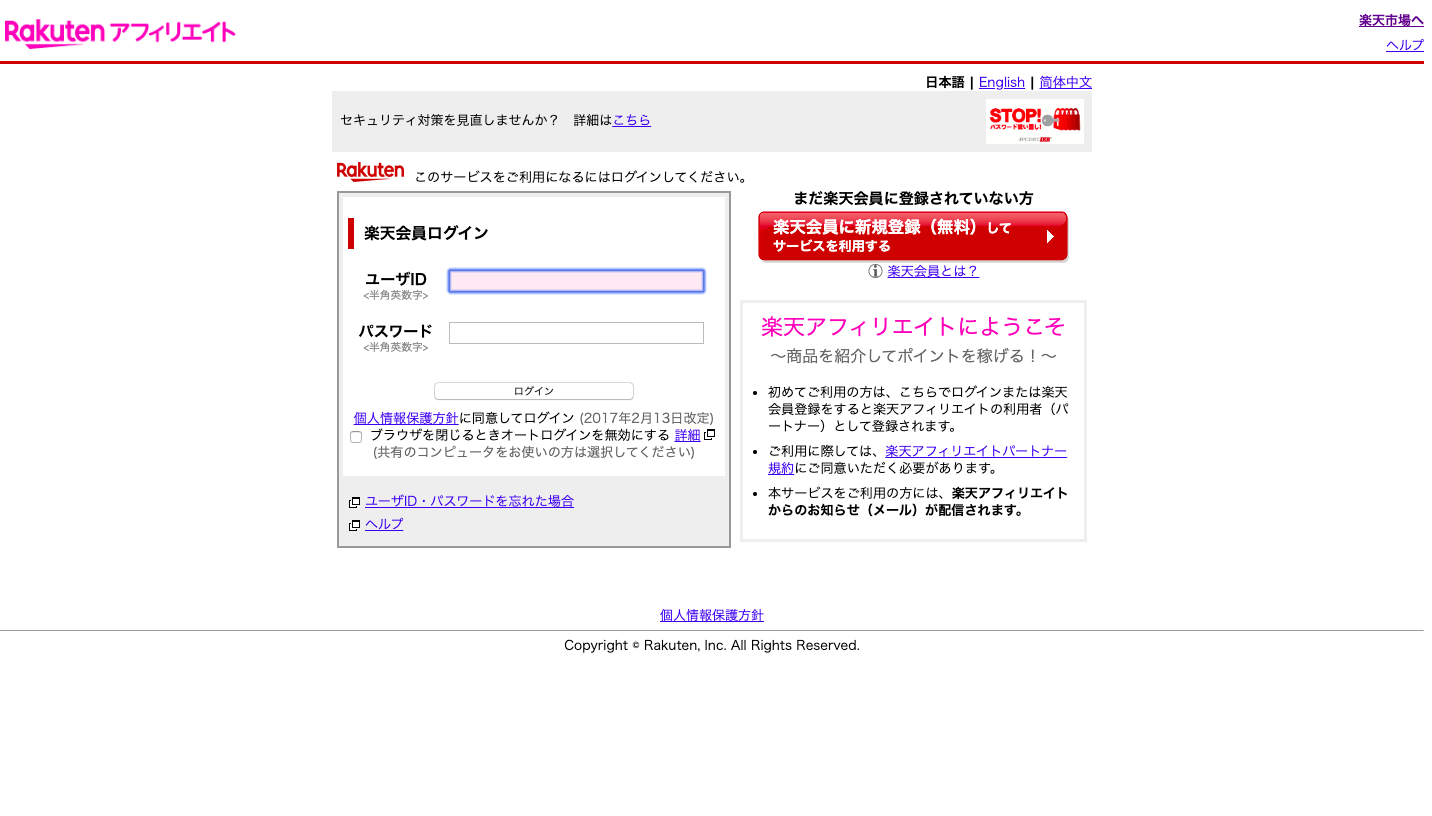 Rakuten アフィリエイト
楽天市場へ
ヘルプ
日本語 | English | 简体中文
セキュリティ対策を見直しませんか？　詳細はこちら
STOP!
パスワード使い回し!
JPCERT CC
Rakuten このサービスをご利用になるにはログインしてください。
楽天会員ログイン
ユーザID
<半角英数字>
パスワード
<半角英数字>
ログイン
個人情報保護方針に同意してログイン (2017年2月13日改定)
ブラウザを閉じるときオートログインを無効にする 詳細
(共有のコンピュータをお使いの方は選択してください)
ユーザID・パスワードを忘れた場合
ヘルプ
まだ楽天会員に登録されていない方
楽天会員に新規登録（無料）して
サービスを利用する
楽天会員とは？
楽天アフィリエイトにようこそ
～商品を紹介してポイントを稼げる！～
• 初めてご利用の方は、こちらでログインまたは楽天
会員登録をすると楽天アフィリエイトの利用者（パ
ートナー）として登録されます。
• ご利用に際しては、楽天アフィリエイトパートナー
規約にご同意いただく必要があります。
• 本サービスをご利用の方には、楽天アフィリエイト
からのお知らせ（メール）が配信されます。
個人情報保護方針
Copyright © Rakuten, Inc. All Rights Reserved.